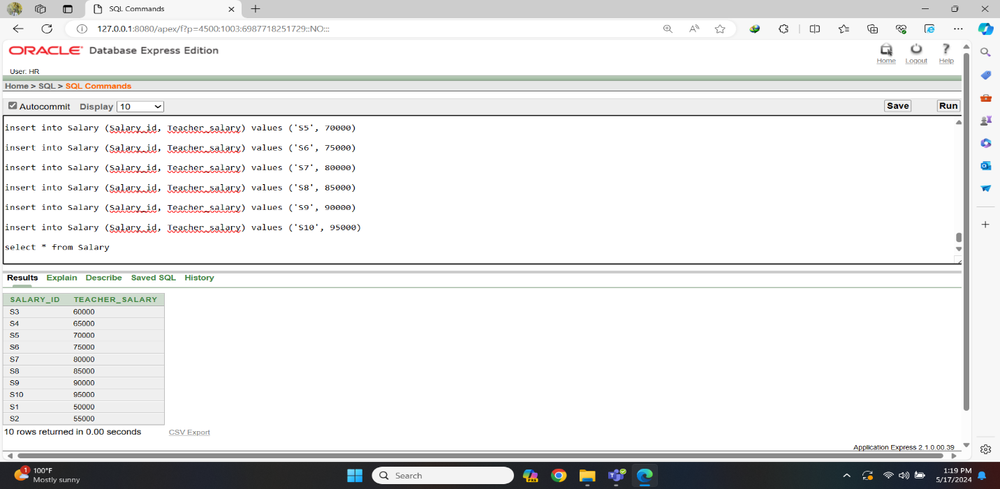 SQL Commands
127.0.0.1:8080/apex/f?p=4500:1003:6987718251729::NO:::
ORACLE Database Express Edition
Home Logout Help
User: HR
Home > SQL > SQL Commands
Autocommit Display 10 Save Run
insert into Salary (Salary_id, Teacher_salary) values ('S5', 70000)
insert into Salary (Salary_id, Teacher_salary) values ('S6', 75000)
insert into Salary (Salary_id, Teacher_salary) values ('S7', 80000)
insert into Salary (Salary_id, Teacher_salary) values ('S8', 85000)
insert into Salary (Salary_id, Teacher_salary) values ('S9', 90000)
insert into Salary (Salary_id, Teacher_salary) values ('S10', 95000)
select * from Salary
Results Explain Describe Saved SQL History
SALARY_ID TEACHER_SALARY
S3 60000
S4 65000
S5 70000
S6 75000
S7 80000
S8 85000
S9 90000
S10 95000
S1 50000
S2 55000
10 rows returned in 0.00 seconds CSV Export
Application Express 2.1.0.00.39
1 100°F
Mostly sunny
Search
PRE
1:19 PM
5/17/2024